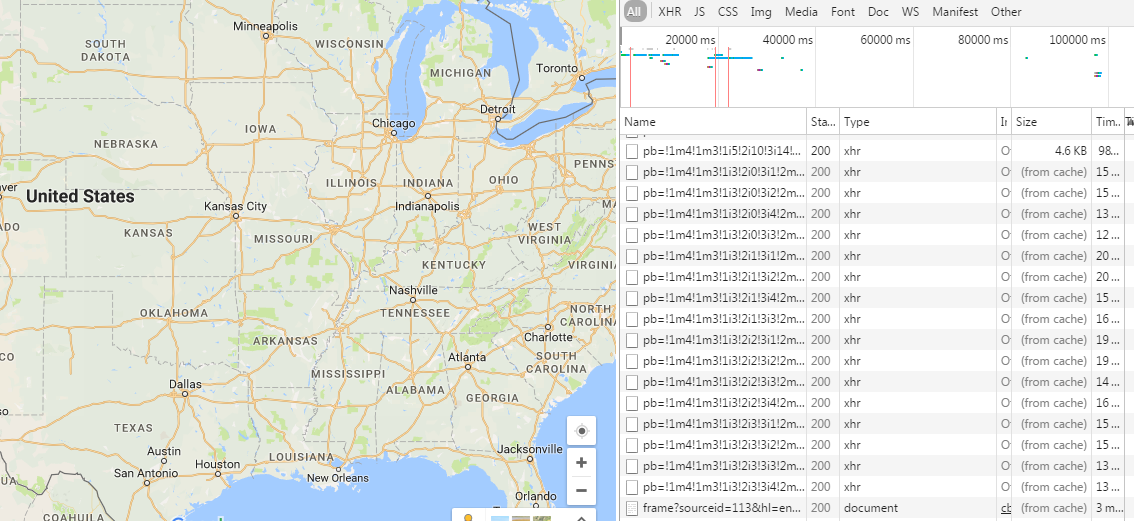 Minneapolis
SOUTH
DAKOTA
WISCONSIN
MICHIGAN
Toronto
Detroit
Chicago
IOWA
NEBRASKA
PENNS
United States
ILLINOIS
INDIANA
OHIO
Indianapolis
Kansas City
KANSAS
MISSOURI
WEST
VIRGINIA
KENTUCKY
VIRGINIA
Nashville
TENNESSEE
OKLAHOMA
NORTH
CAROLINA
Charlotte
ARKANSAS
Atlanta
SOUTH
CAROLINA
MISSISSIPPI
ALABAMA
GEORGIA
Dallas
TEXAS
Austin
San Antonio
Houston
LOUISIANA
New Orleans
Jacksonville
Orlando
COAHUILA
All XHR JS CSS Img Media Font Doc WS Manifest Other
20000 ms 40000 ms 60000 ms 80000 ms 100000 ms
Name Sta... Type Size Tim...
pb=!1m4!1m3!1i5!2i10!3i14!... 200 xhr 4.6 KB 98...
pb=!1m4!1m3!1i3!2i0!3i1!2m... 200 xhr (from cache) 15 ...
pb=!1m4!1m3!1i3!2i0!3i2!2m... 200 xhr (from cache) 15 ...
pb=!1m4!1m3!1i3!2i0!3i4!2m... 200 xhr (from cache) 13 ...
pb=!1m4!1m3!1i3!2i0!3i3!2m... 200 xhr (from cache) 12 ...
pb=!1m4!1m3!1i3!2i1!3i1!2m... 200 xhr (from cache) 20 ...
pb=!1m4!1m3!1i3!2i1!3i2!2m... 200 xhr (from cache) 20 ...
pb=!1m4!1m3!1i3!2i1!3i4!2m... 200 xhr (from cache) 15 ...
pb=!1m4!1m3!1i3!2i1!3i3!2m... 200 xhr (from cache) 16 ...
pb=!1m4!1m3!1i3!2i2!3i1!2m... 200 xhr (from cache) 19 ...
pb=!1m4!1m3!1i3!2i2!3i2!2m... 200 xhr (from cache) 19 ...
pb=!1m4!1m3!1i3!2i2!3i3!2m... 200 xhr (from cache) 14 ...
pb=!1m4!1m3!1i3!2i2!3i4!2m... 200 xhr (from cache) 16 ...
pb=!1m4!1m3!1i3!2i3!3i1!2m... 200 xhr (from cache) 15 ...
pb=!1m4!1m3!1i3!2i3!3i2!2m... 200 xhr (from cache) 15 ...
pb=!1m4!1m3!1i3!2i3!3i3!2m... 200 xhr (from cache) 13 ...
pb=!1m4!1m3!1i3!2i3!3i4!2m... 200 xhr (from cache) 13 ...
frame?sourceid=113&hl=en... 200 document (from cache) 3 m...